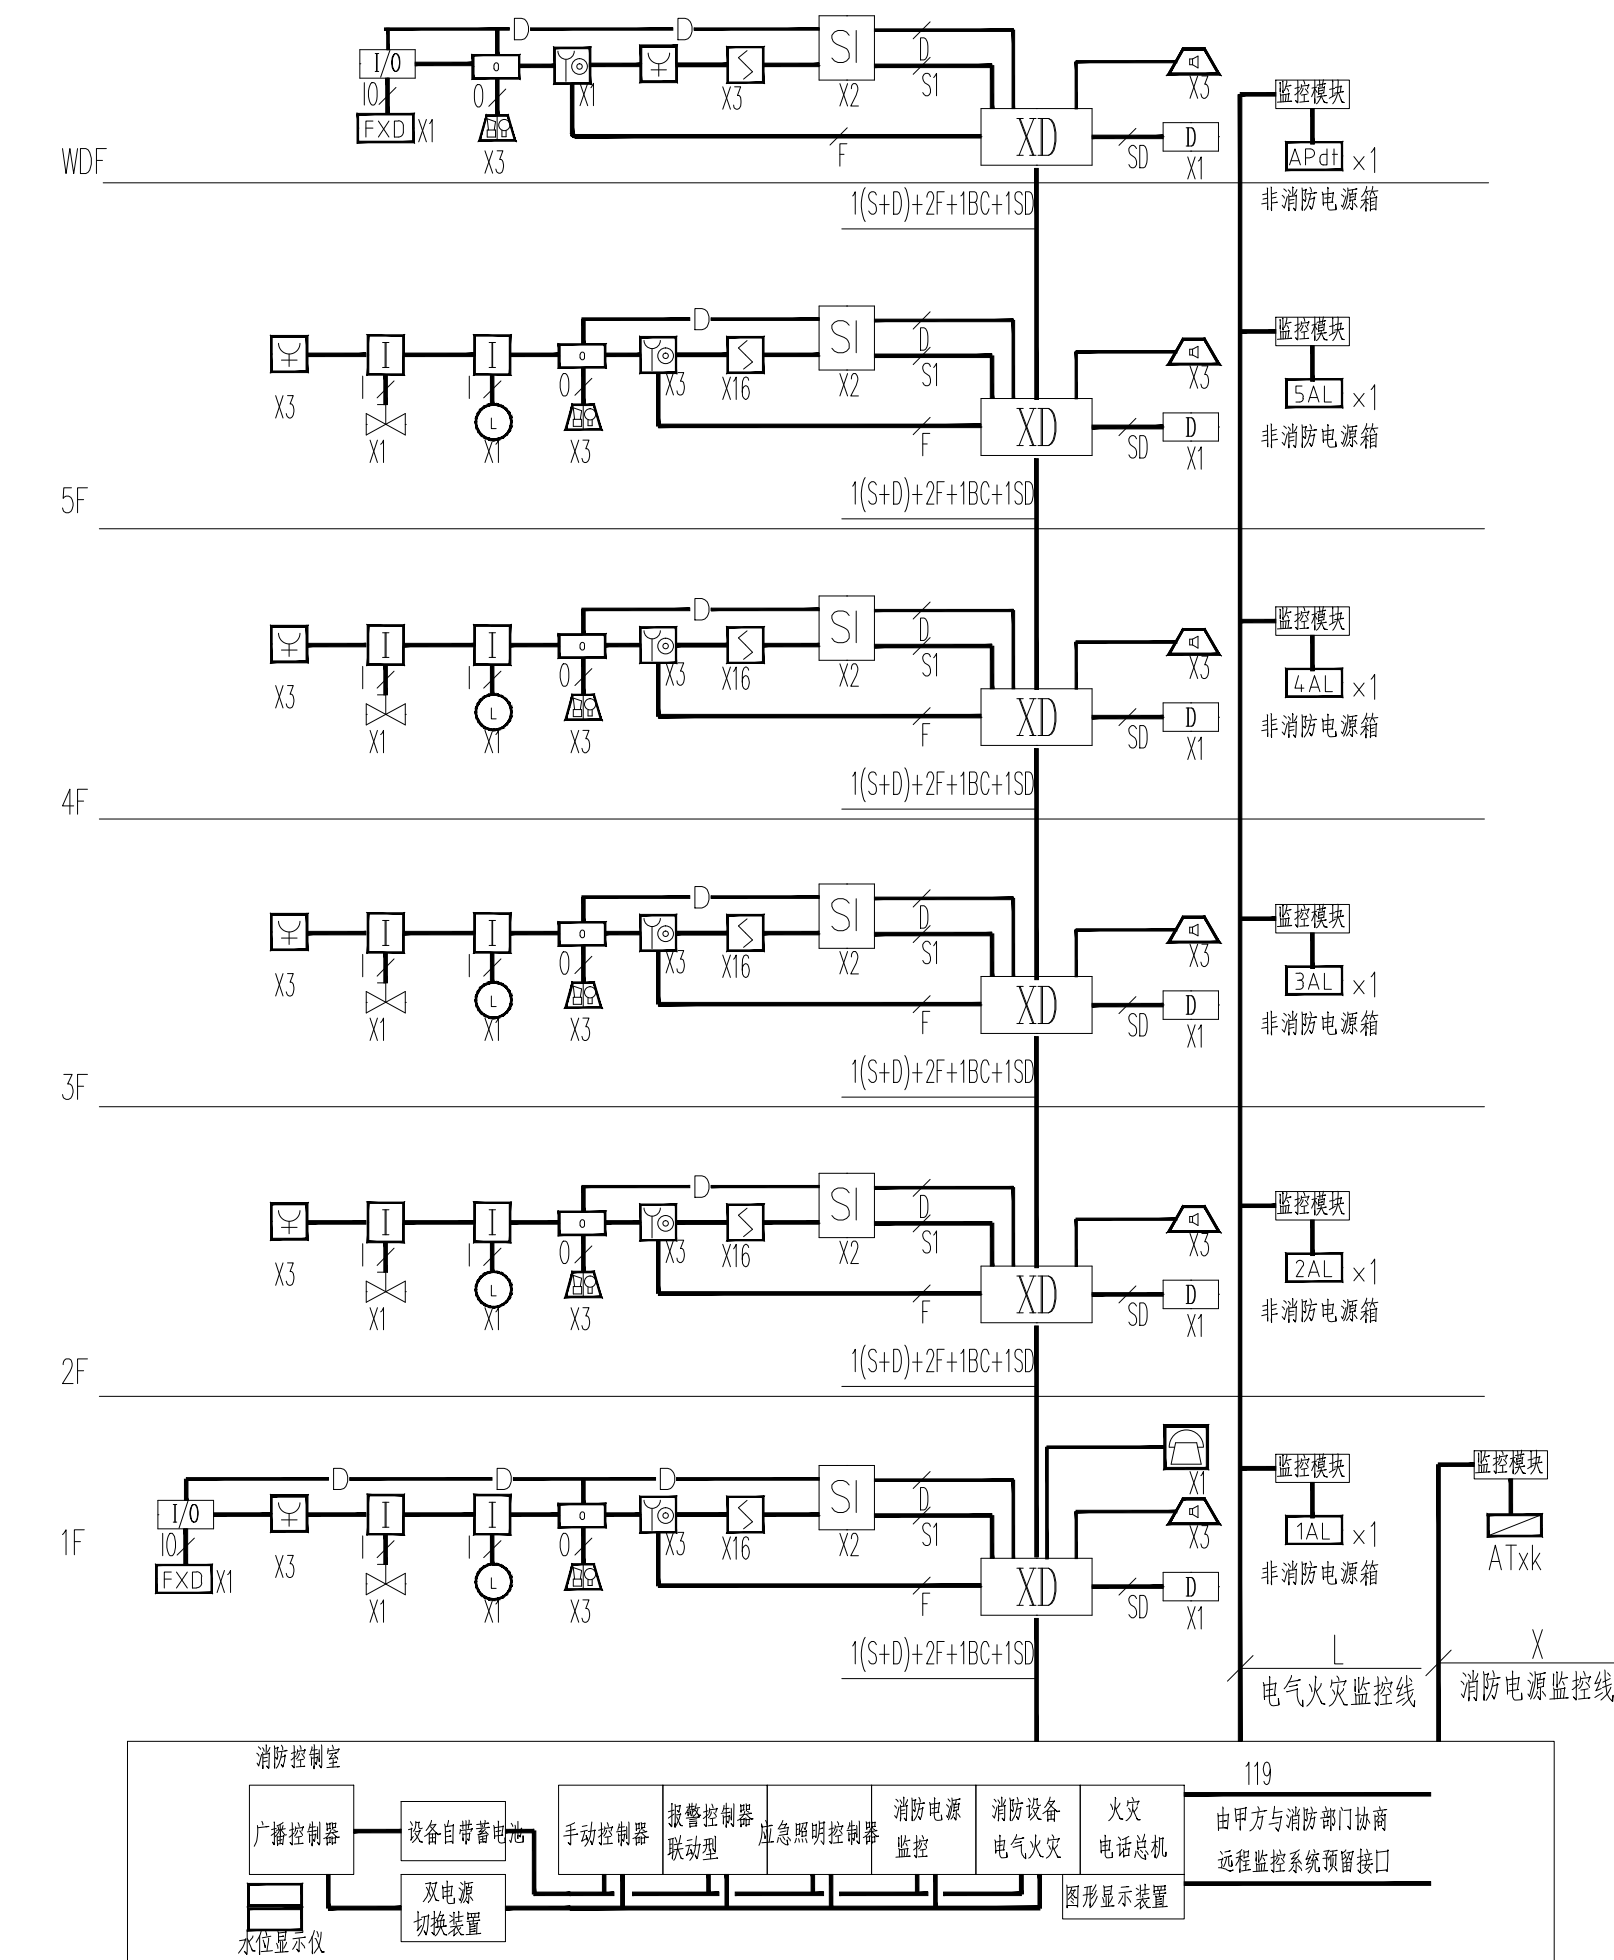 D D SI D
I/O 0 S1
IO 0 X1 X3 X2 X3 监控模块
FXD X1 XD D
X3 F SD X1 APdt x1
WDF
1(S+D)+2F+1BC+1SD 非消防电源箱
D SI D 监控模块
I I 0 S1
X3 I I 0 X3 X16 X2 X3 5AL x1
L XD D
X1 X1 X3 F SD X1 非消防电源箱
5F 1(S+D)+2F+1BC+1SD
D SI D 监控模块
I I 0 S1
X3 I I 0 X3 X16 X2 X3 4AL x1
L XD D
X1 X1 X3 F SD X1 非消防电源箱
4F 1(S+D)+2F+1BC+1SD
D SI D 监控模块
I I 0 S1
X3 I I 0 X3 X16 X2 X3 3AL x1
L XD D
X1 X1 X3 F SD X1 非消防电源箱
3F 1(S+D)+2F+1BC+1SD
D SI D 监控模块
I I 0 S1
X3 I I 0 X3 X16 X2 X3 2AL x1
L XD D
X1 X1 X3 F SD X1 非消防电源箱
2F 1(S+D)+2F+1BC+1SD
D D D SI D X1 监控模块 监控模块
I/O I I 0 S1
1F IO X3 I I 0 X3 X16 X2 X3 1AL x1 ATxk
FXD X1 L XD D
X1 X1 X3 F SD X1 非消防电源箱
1(S+D)+2F+1BC+1SD L X
电气火灾监控线 消防电源监控线
消防控制室
119
广播控制器
设备自带蓄电池
手动控制器
报警控制器
联动型
应急照明控制器
消防电源
监控
消防设备
电气火灾
火灾
电话总机
由甲方与消防部门协商
远程监控系统预留接口
双电源
切换装置
图形显示装置
水位显示仪